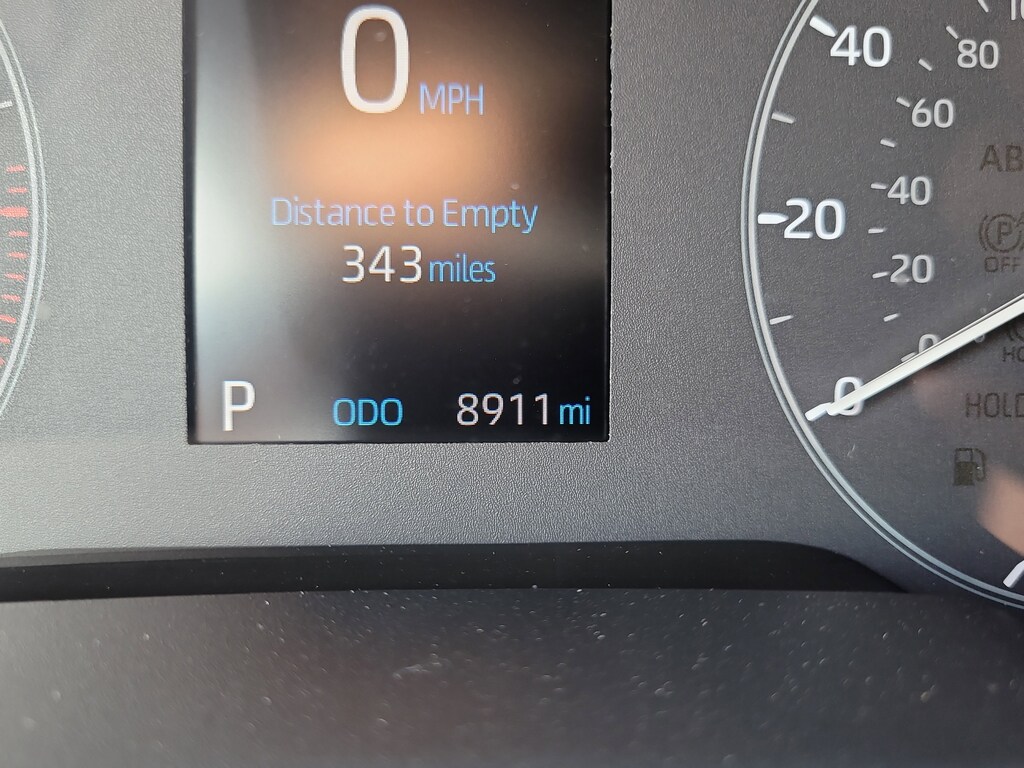 0 MPH
Distance to Empty
343 miles
P ODO 8911 mi
40
80
60
40
20
20
0
0
OFF
HOLD